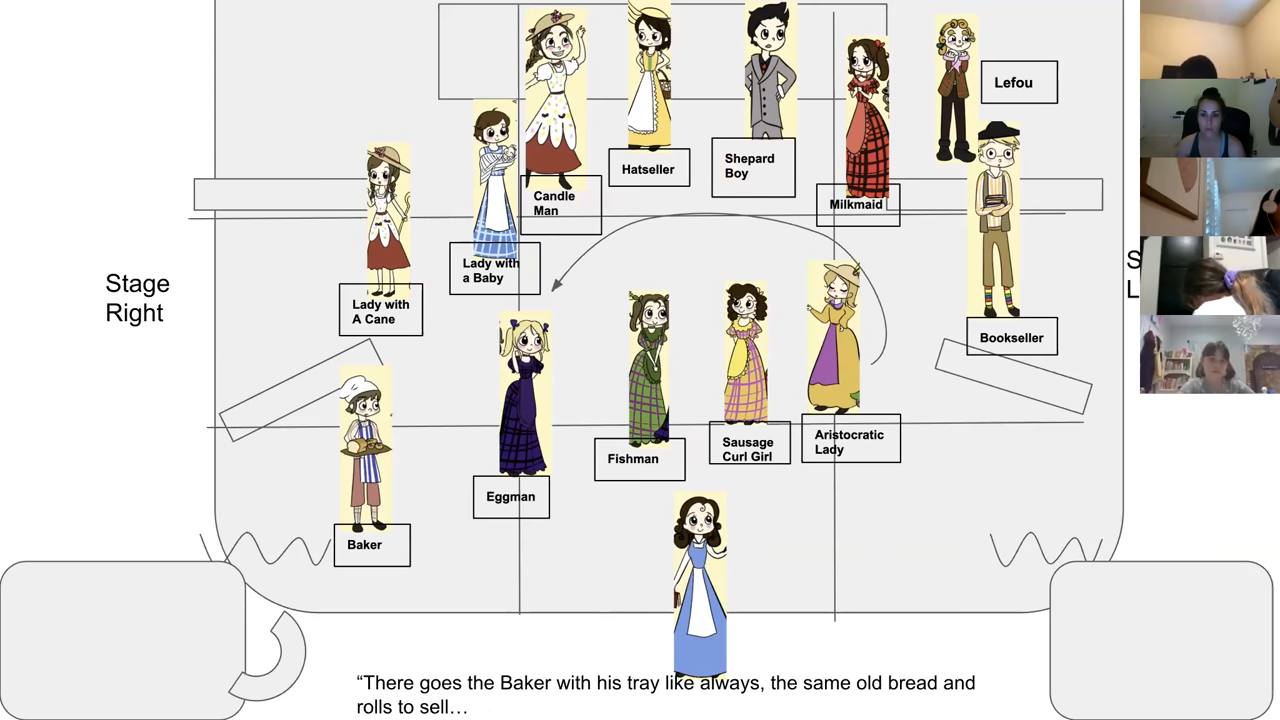 Lefou
Hatseller
Shepard
Boy
Candle
Man
Milkmaid
Lady with
a Baby
Stage
Right
S
L
Lady with
A Cane
Bookseller
Aristocratic
Lady
Sausage
Curl Girl
Fishman
Eggman
Baker
“There goes the Baker with his tray like always, the same old bread and
rolls to sell…